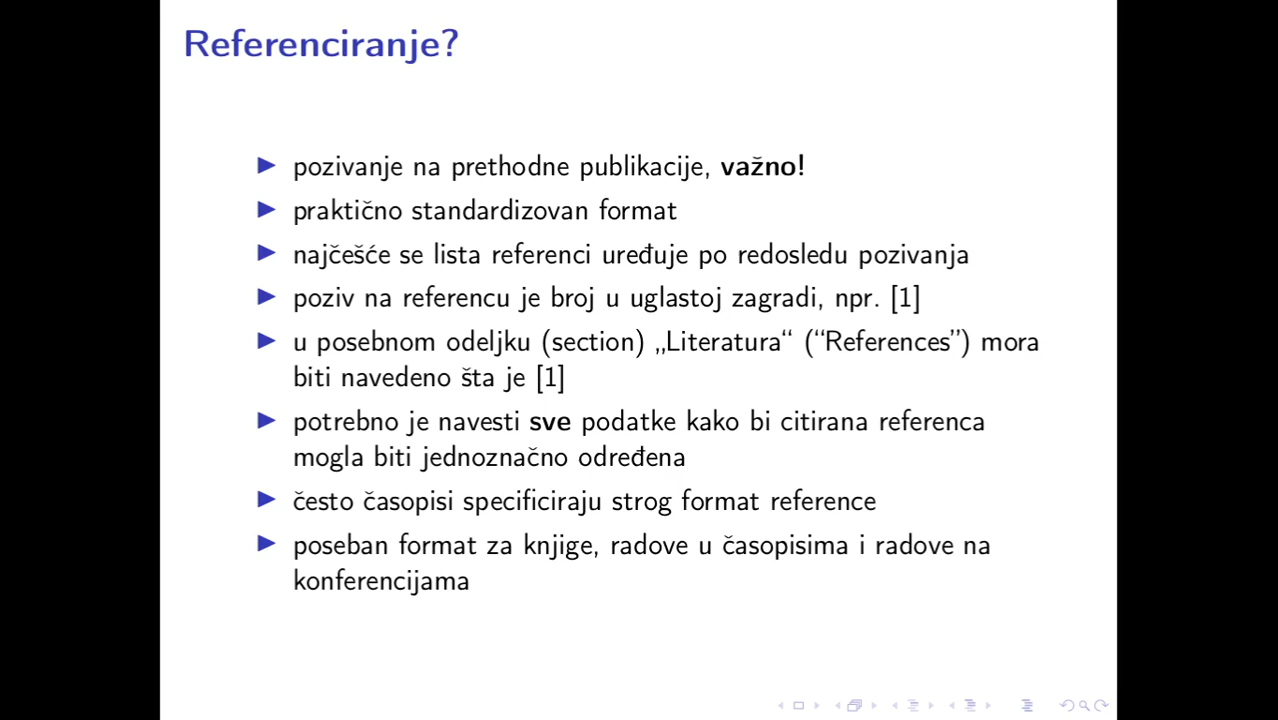 Referenciranje?
pozivanje na prethodne publikacije, važno!
praktično standardizovan format
najčešće se lista referenci uređuje po redosledu pozivanja
poziv na referencu je broj u uglastoj zagradi, npr. [1]
u posebnom odeljku (section) „Literatura“ (“References”) mora
biti navedeno šta je [1]
potrebno je navesti sve podatke kako bi citirana referenca
mogla biti jednoznačno određena
često časopisi specificiraju strog format reference
poseban format za knjige, radove u časopisima i radove na
konferencijama